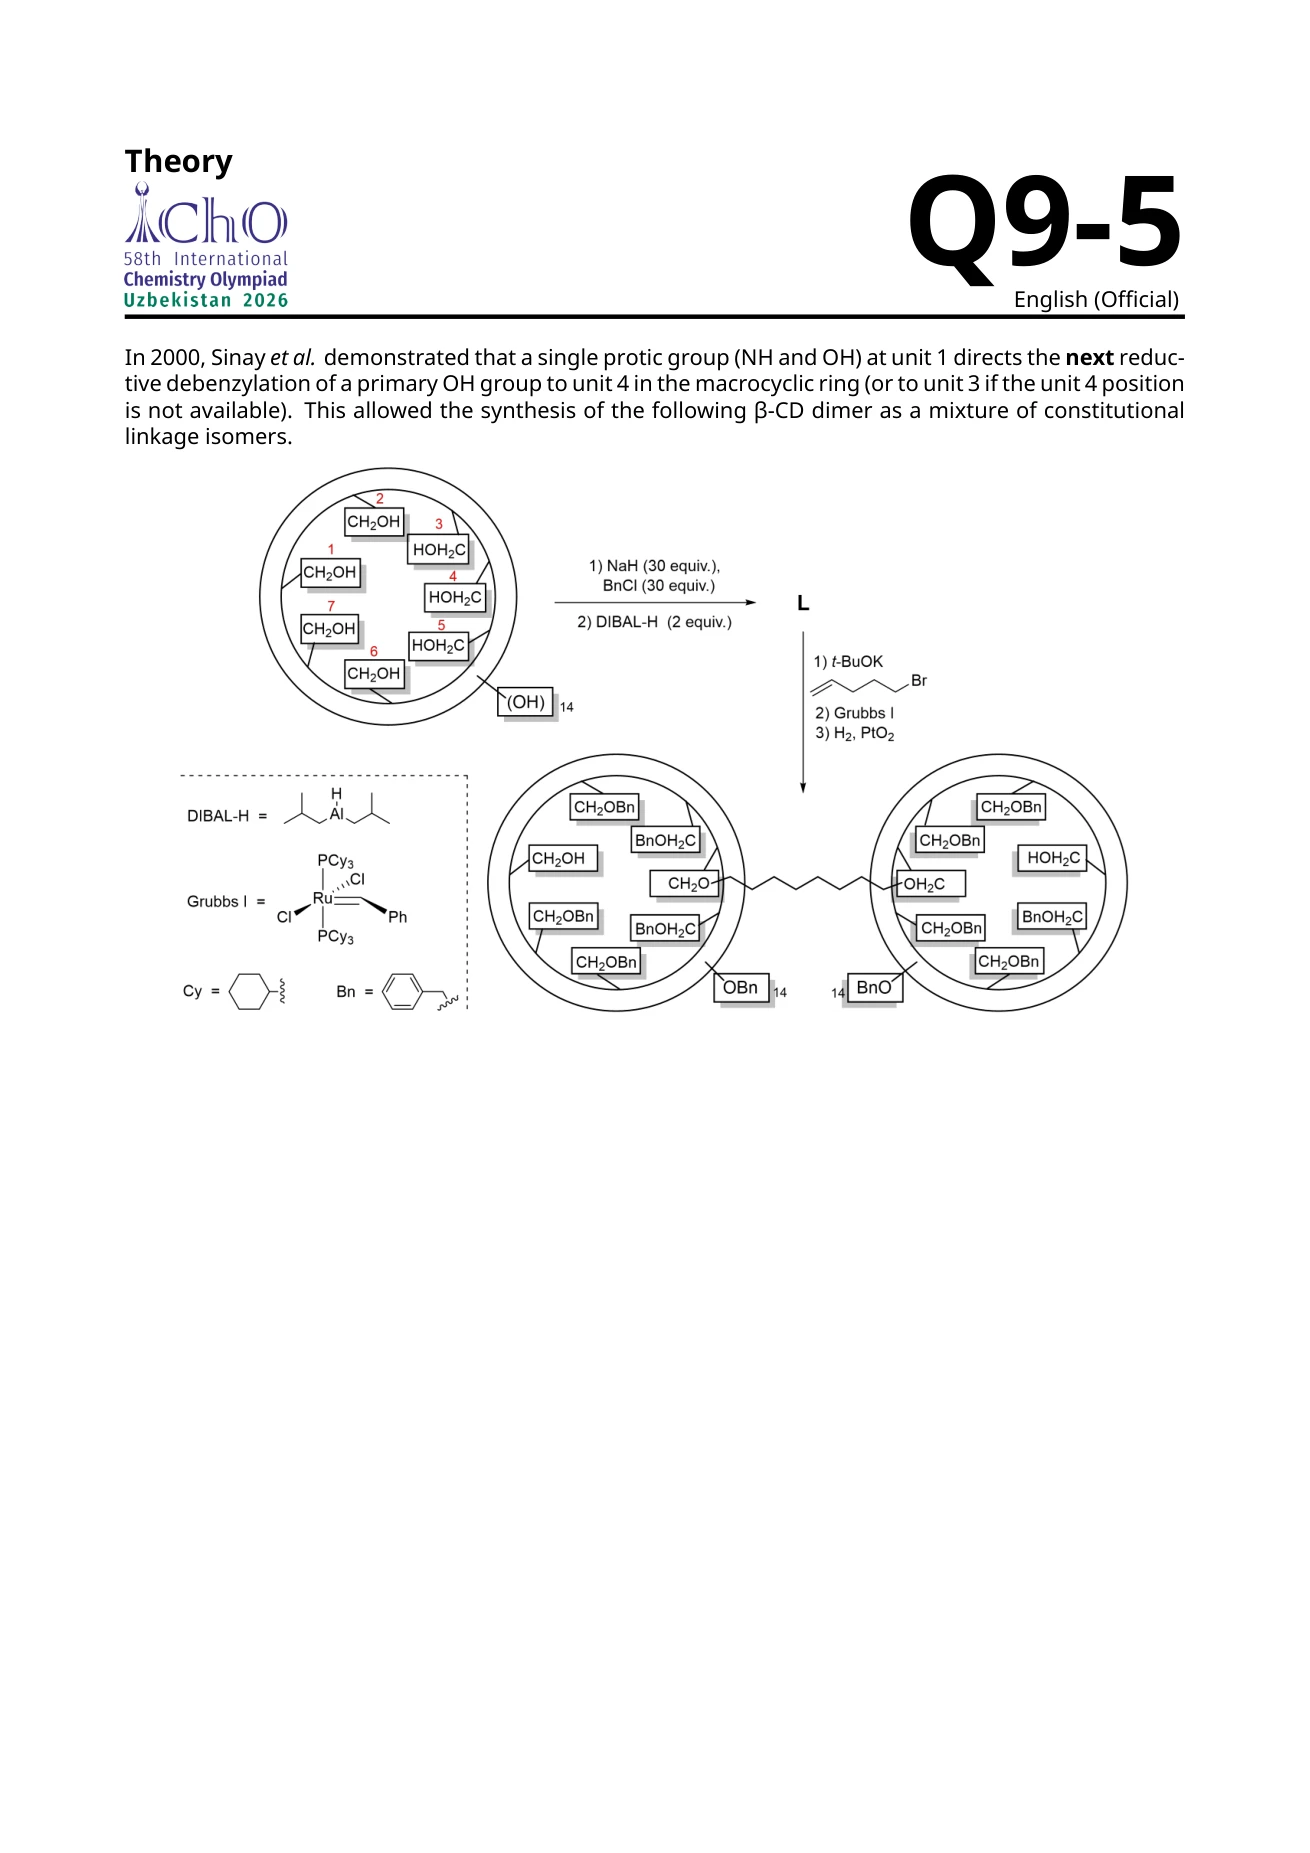 Theory
Q9-5
ichO
58th International
Chemistry Olympiad
Uzbekistan 2026
English (Official)
In 2000, Sinay et al. demonstrated that a single protic group (NH and OH) at unit 1 directs the next reduc-
tive debenzylation of a primary OH group to unit 4 in the macrocyclic ring (or to unit 3 if the unit 4 position
is not available). This allowed the synthesis of the following β-CD dimer as a mixture of constitutional
linkage isomers.
2
CH₂OH
3
HOH₂C
1
CH₂OH
4
HOH₂C
7
CH₂OH
5
HOH₂C
6
CH₂OH
(OH) 14
1) NaH (30 equiv.),
BnCl (30 equiv.)
2) DIBAL-H (2 equiv.)
L
1) t-BuOK
Br
2) Grubbs I
3) H₂, PtO₂
DIBAL-H =
H
Al
Grubbs I =
PCy₃
Cl
Ru
Cl
Ph
PCy₃
Cy =
Bn =
CH₂OBn
BnOH₂C
CH₂OH
CH₂O
CH₂OBn
BnOH₂C
CH₂OBn
OBn 14
CH₂OBn
CH₂OBn
HOH₂C
OH₂C
CH₂OBn
BnOH₂C
CH₂OBn
14 BnO